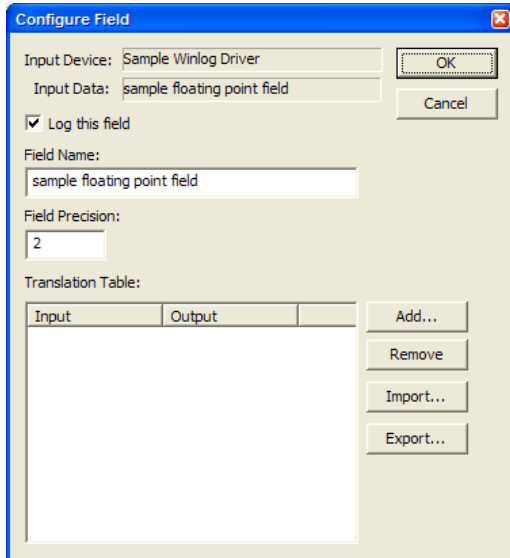 Configure Field
Input Device: Sample Winlog Driver
OK
Input Data: sample floating point field
Cancel
Log this field
Field Name:
sample floating point field
Field Precision:
2
Translation Table:
Input Output
Add...
Remove
Import...
Export...